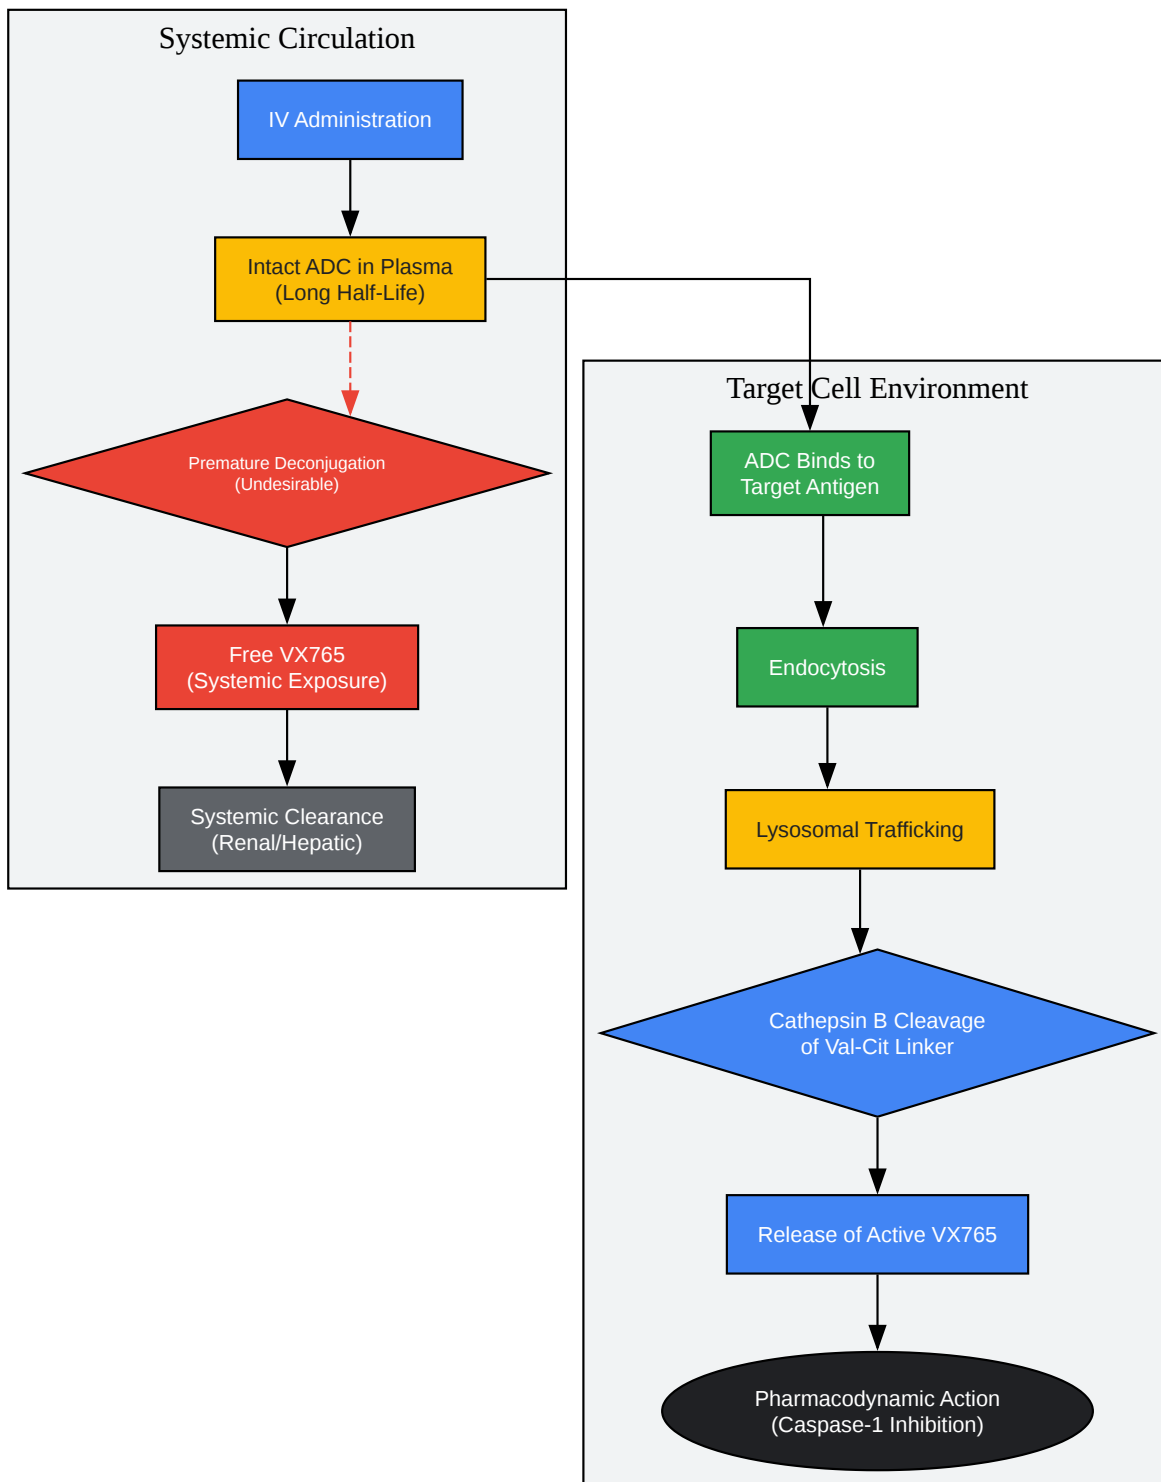 Systemic Circulation
IV Administration
Intact ADC in Plasma
(Long Half-Life)
Premature Deconjugation
(Undesirable)
Free VX765
(Systemic Exposure)
Systemic Clearance
(Renal/Hepatic)
Target Cell Environment
ADC Binds to
Target Antigen
Endocytosis
Lysosomal Trafficking
Cathepsin B Cleavage
of Val-Cit Linker
Release of Active VX765
Pharmacodynamic Action
(Caspase-1 Inhibition)